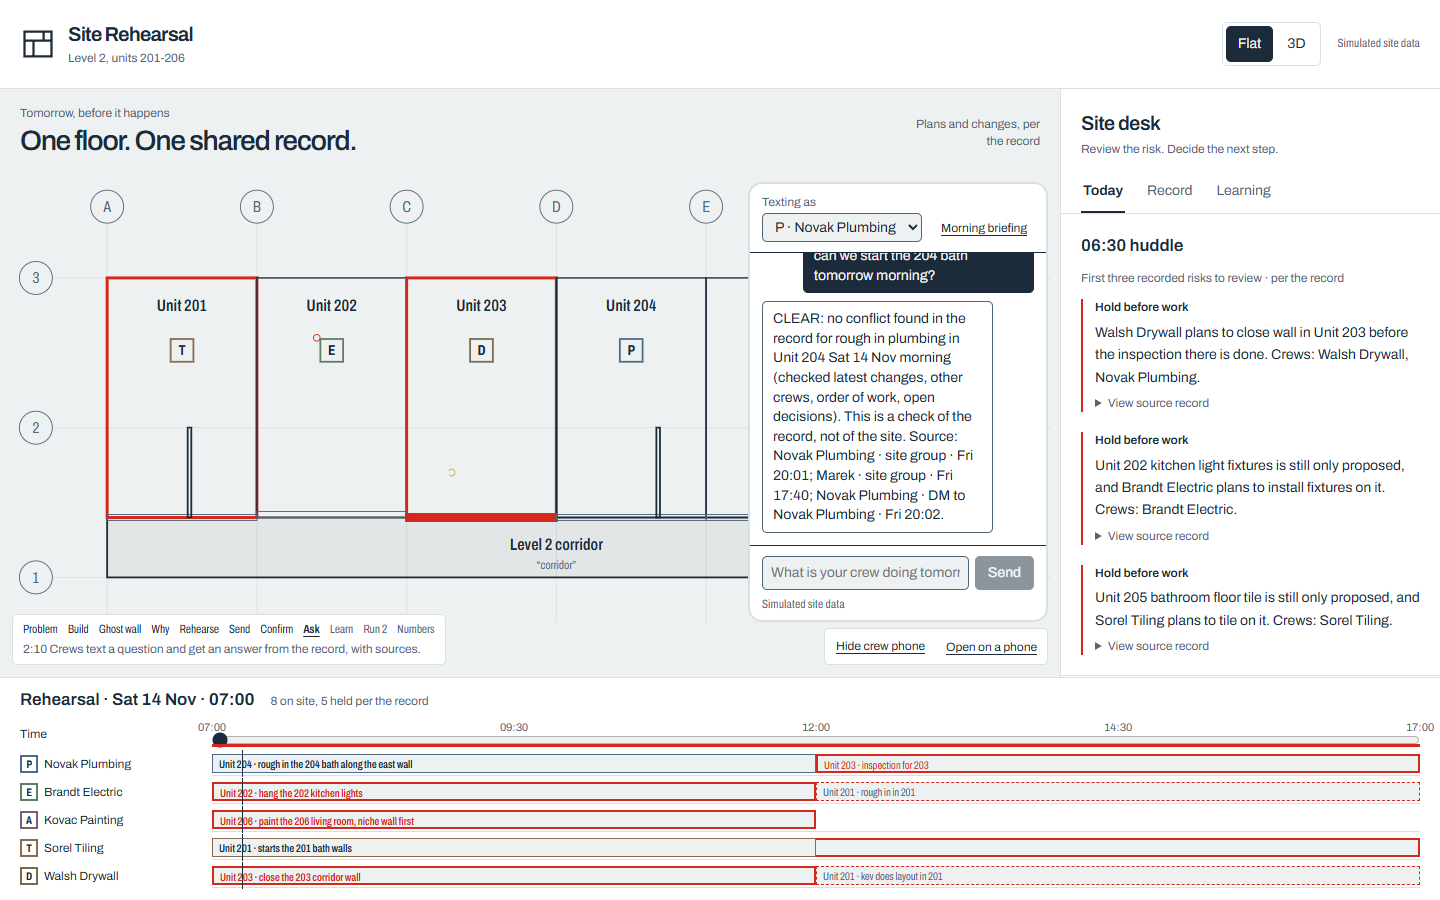 Site Rehearsal
Level 2, units 201-206
Flat
3D
Simulated site data
Tomorrow, before it happens
One floor. One shared record.
Plans and changes, per
the record
A
B
C
D
E
3
2
1
Unit 201
Unit 202
Unit 203
Unit 204
T
E
D
P
Level 2 corridor
“corridor”
Texting as
P · Novak Plumbing
Morning briefing
can we start the 204 bath
tomorrow morning?
CLEAR: no conflict found in the
record for rough in plumbing in
Unit 204 Sat 14 Nov morning
(checked latest changes, other
crews, order of work, open
decisions). This is a check of the
record, not of the site. Source:
Novak Plumbing · site group · Fri
20:01; Marek · site group · Fri
17:40; Novak Plumbing · DM to
Novak Plumbing · Fri 20:02.
What is your crew doing tomorr
Send
Simulated site data
Problem Build Ghost wall Why Rehearse Send Confirm Ask Learn Run 2 Numbers
2:10 Crews text a question and get an answer from the record, with sources.
Hide crew phone
Open on a phone
Site desk
Review the risk. Decide the next step.
Today
Record
Learning
06:30 huddle
First three recorded risks to review · per the record
Hold before work
Walsh Drywall plans to close wall in Unit 203 before
the inspection there is done. Crews: Walsh Drywall,
Novak Plumbing.
View source record
Hold before work
Unit 202 kitchen light fixtures is still only proposed,
and Brandt Electric plans to install fixtures on it.
Crews: Brandt Electric.
View source record
Hold before work
Unit 205 bathroom floor tile is still only proposed, and
Sorel Tiling plans to tile on it. Crews: Sorel Tiling.
View source record
Rehearsal · Sat 14 Nov · 07:00
8 on site, 5 held per the record
Time
07:00
09:30
12:00
14:30
17:00
P Novak Plumbing
Unit 204 · rough in the 204 bath along the east wall
Unit 203 · inspection for 203
E Brandt Electric
Unit 202 · hang the 202 kitchen lights
Unit 201 · rough in in 201
A Kovac Painting
Unit 206 · paint the 206 living room, niche wall first
T Sorel Tiling
Unit 201 · starts the 201 bath walls
D Walsh Drywall
Unit 203 · close the 203 corridor wall
Unit 201 · kev does layout in 201